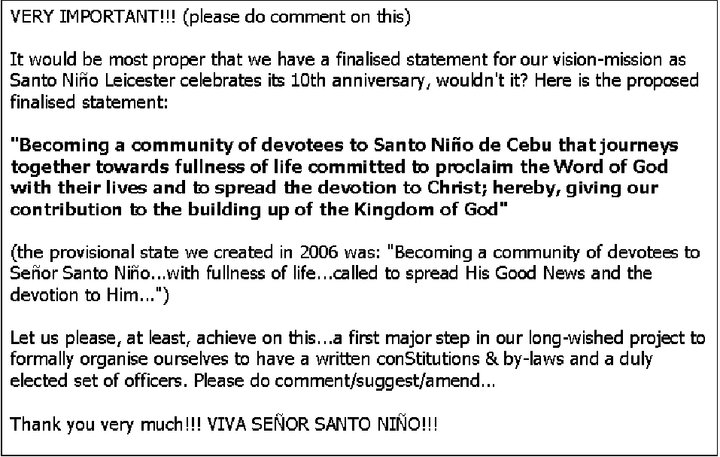 VERY IMPORTANT!!! (please do comment on this)
It would be most proper that we have a finalised statement for our vision-mission as
Santo Niño Leicester celebrates its 10th anniversary, wouldn't it? Here is the proposed
finalised statement:
"Becoming a community of devotees to Santo Niño de Cebu that journeys
together towards fullness of life committed to proclaim the Word of God
with their lives and to spread the devotion to Christ; hereby, giving our
contribution to the building up of the Kingdom of God"
(the provisional state we created in 2006 was: "Becoming a community of devotees to
Señor Santo Niño...with fullness of life...called to spread His Good News and the
devotion to Him...")
Let us please, at least, achieve on this...a first major step in our long-wished project to
formally organise ourselves to have a written conStitutions & by-laws and a duly
elected set of officers. Please do comment/suggest/amend...
Thank you very much!!! VIVA SEÑOR SANTO NIÑO!!!